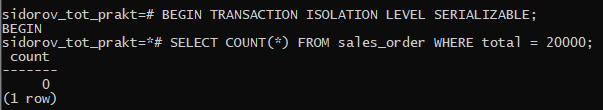 sidorov_tot_prakt=# BEGIN TRANSACTION ISOLATION LEVEL SERIALIZABLE;
BEGIN
sidorov_tot_prakt=*# SELECT COUNT(*) FROM sales_order WHERE total = 20000;
 count
-------
     0
(1 row)